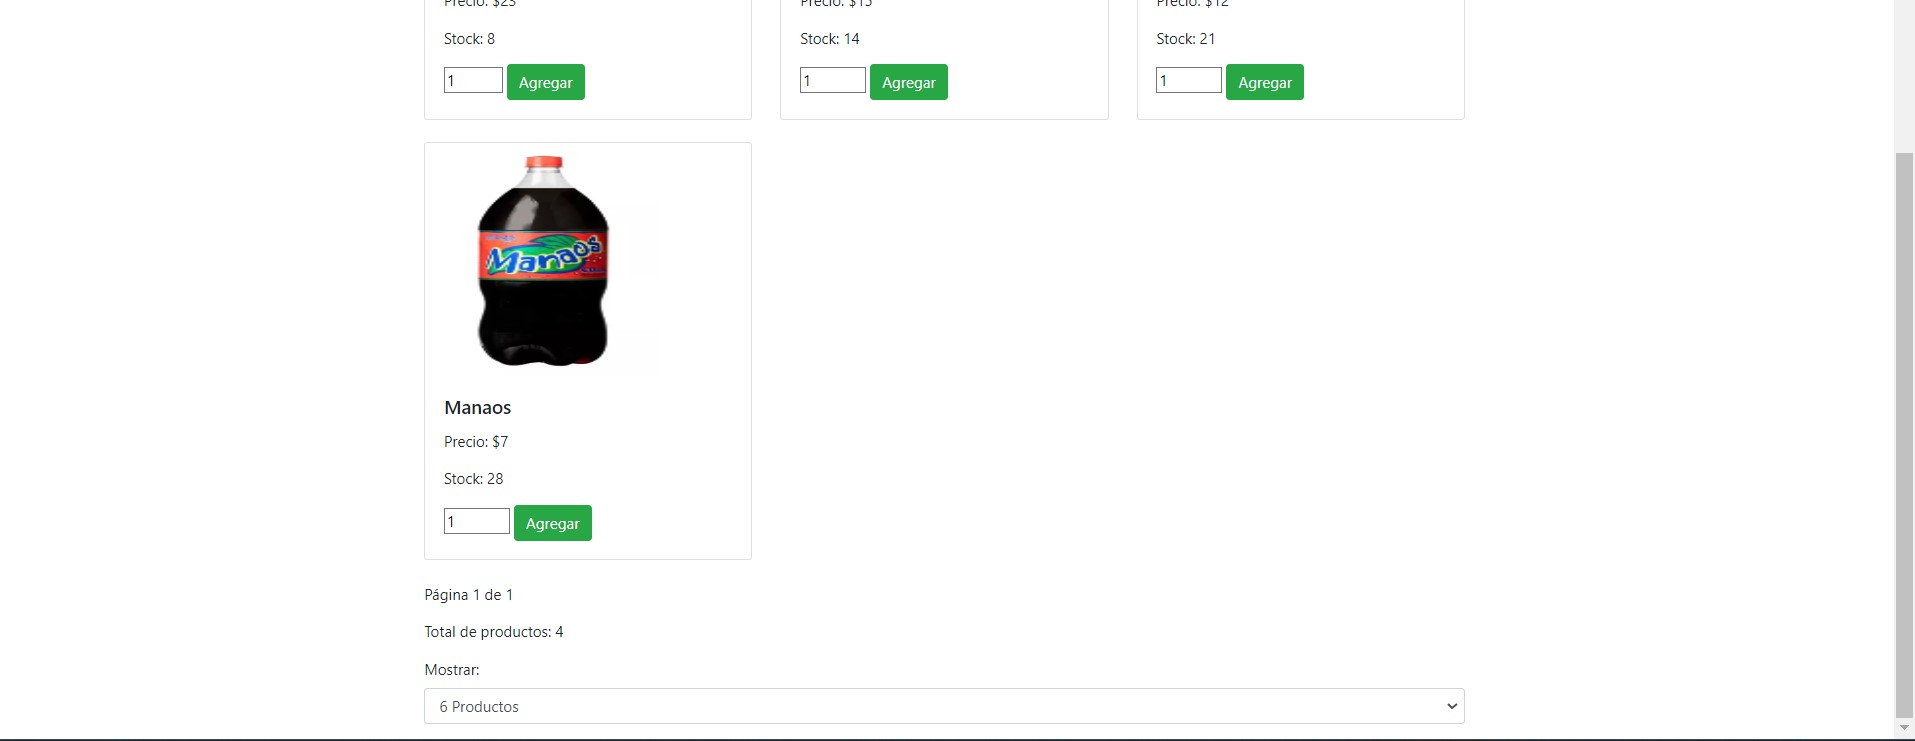 Precio: $23
Precio: $15
Precio: $12
Stock: 8
Stock: 14
Stock: 21
1 Agregar
1 Agregar
1 Agregar
Manaos
Manaos
Precio: $7
Stock: 28
1 Agregar
Página 1 de 1
Total de productos: 4
Mostrar:
6 Productos